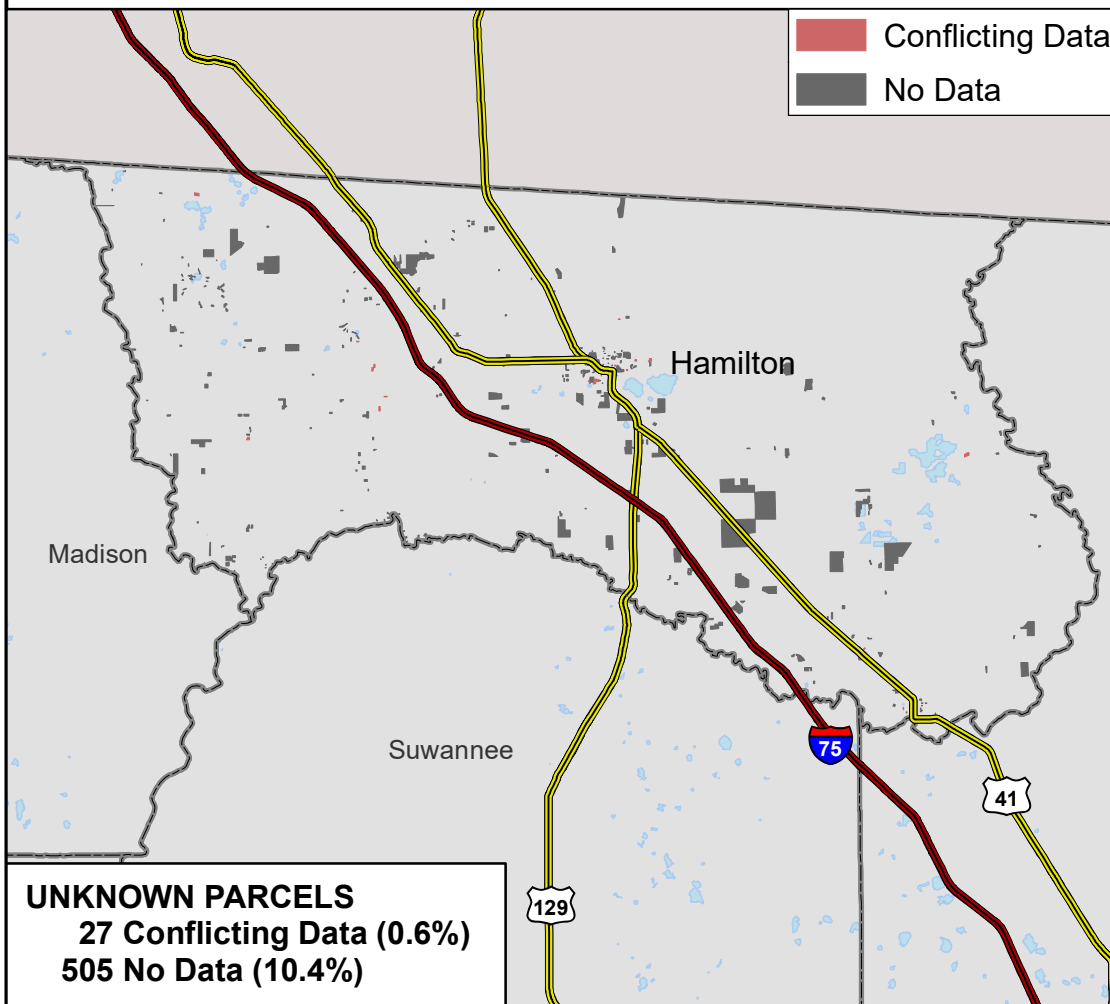 Conflicting Data
No Data
Hamilton
Madison
Suwannee
75
41
129
UNKNOWN PARCELS
27 Conflicting Data (0.6%)
505 No Data (10.4%)